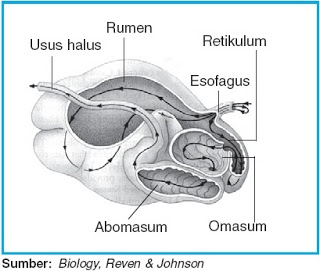 Rumen
Usus halus
Retikulum
Esofagus
Abomasum
Omasum
Sumber: Biology, Reven & Johnson